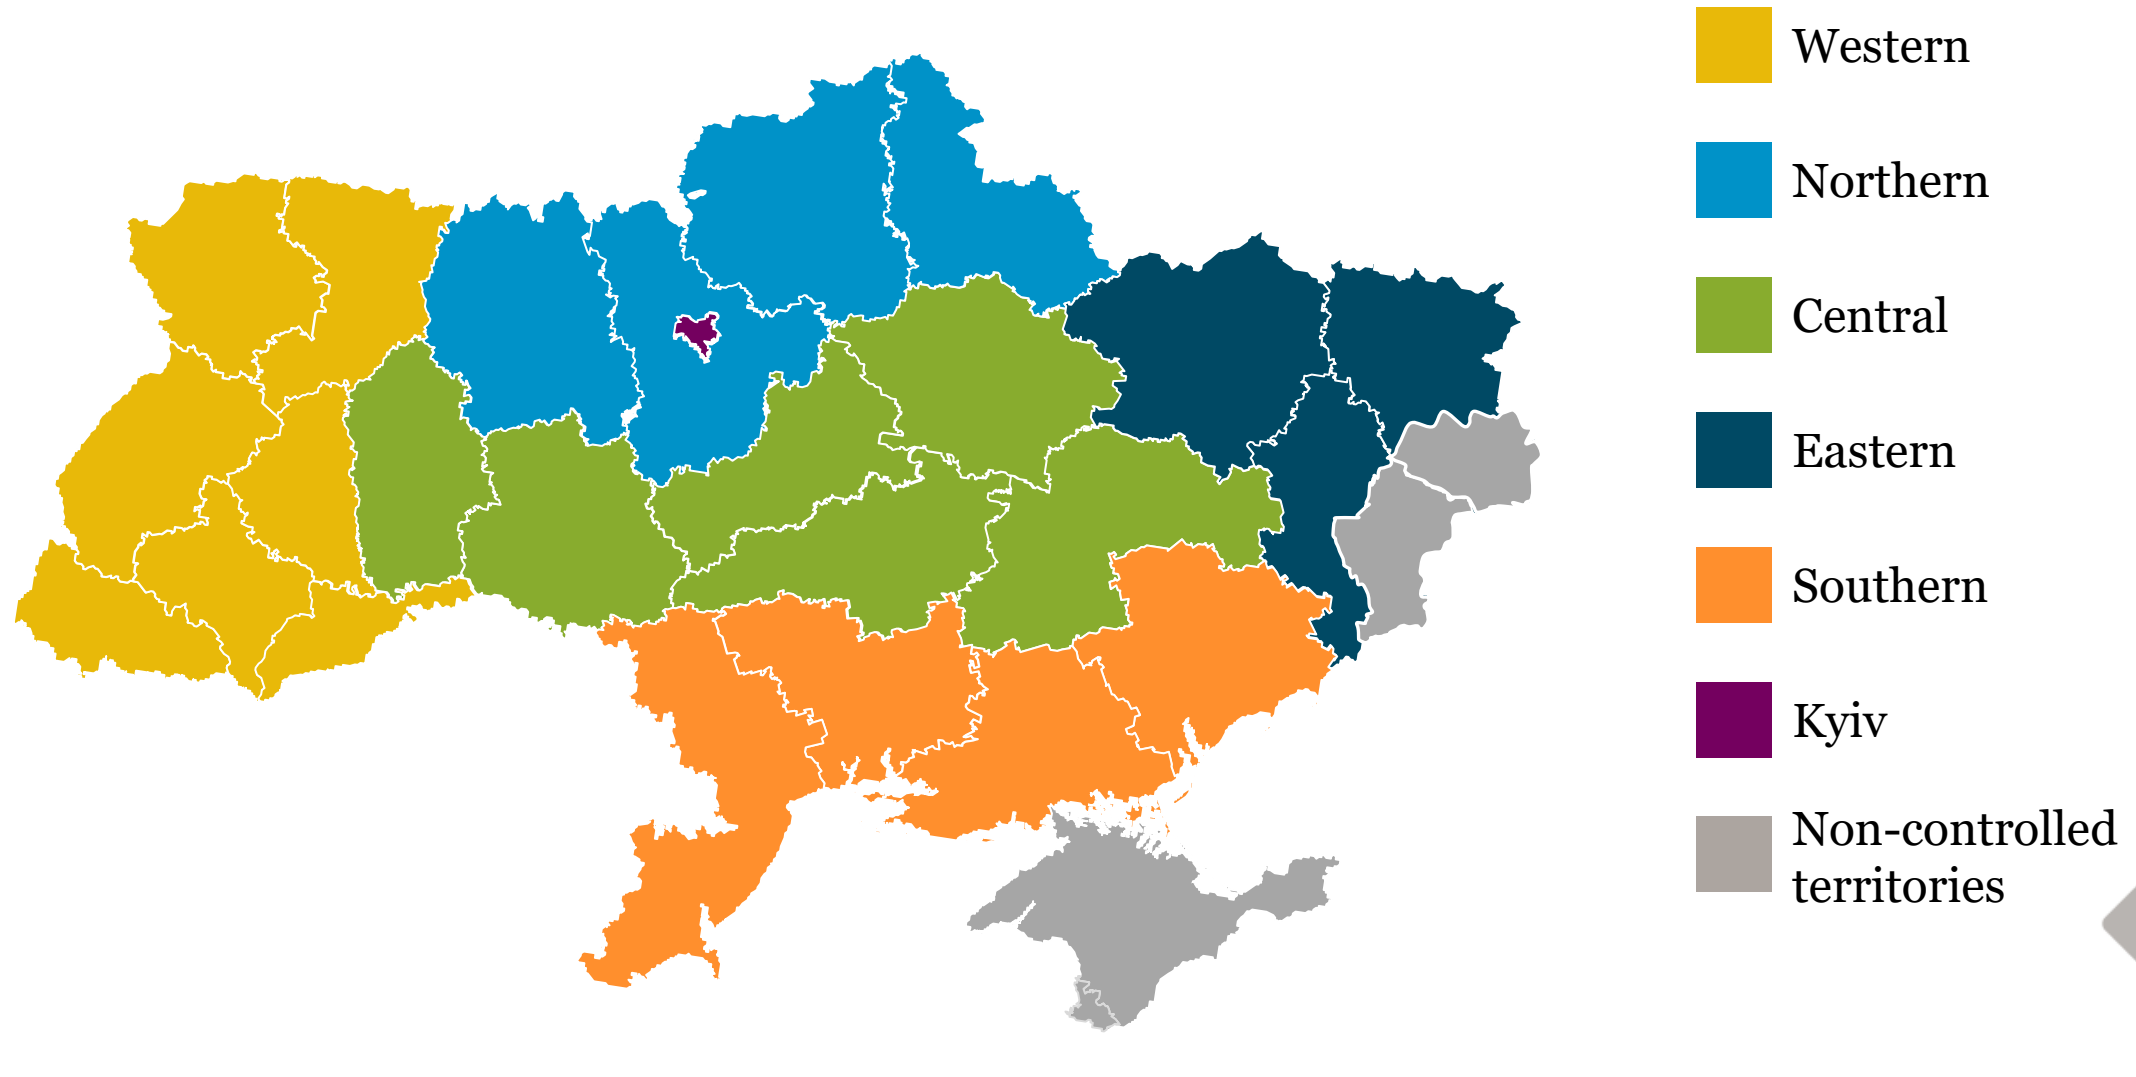 Western
Northern
Central
Eastern
Southern
Kyiv
Non-controlled
territories